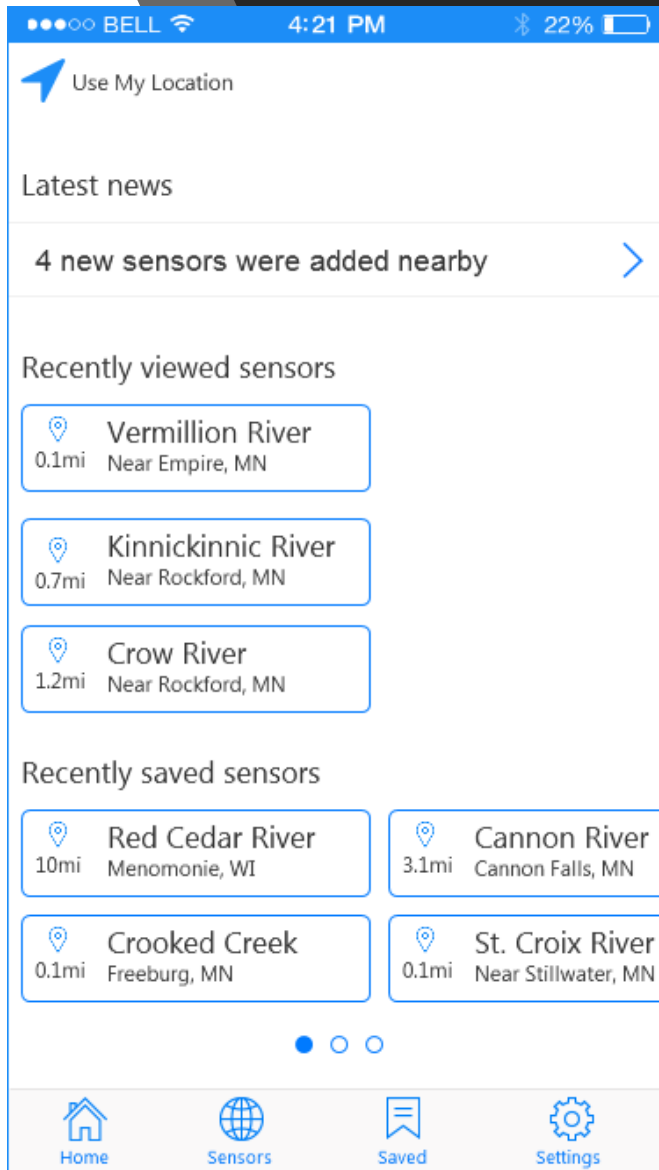 BELL 4:21 PM 22%
Use My Location
Latest news
4 new sensors were added nearby
Recently viewed sensors
Vermillion River
0.1mi Near Empire, MN
Kinnickinnic River
0.7mi Near Rockford, MN
Crow River
1.2mi Near Rockford, MN
Recently saved sensors
Red Cedar River
10mi Menomonie, WI
Cannon River
3.1mi Cannon Falls, MN
Crooked Creek
0.1mi Freeburg, MN
St. Croix River
0.1mi Near Stillwater, MN
Home Sensors Saved Settings